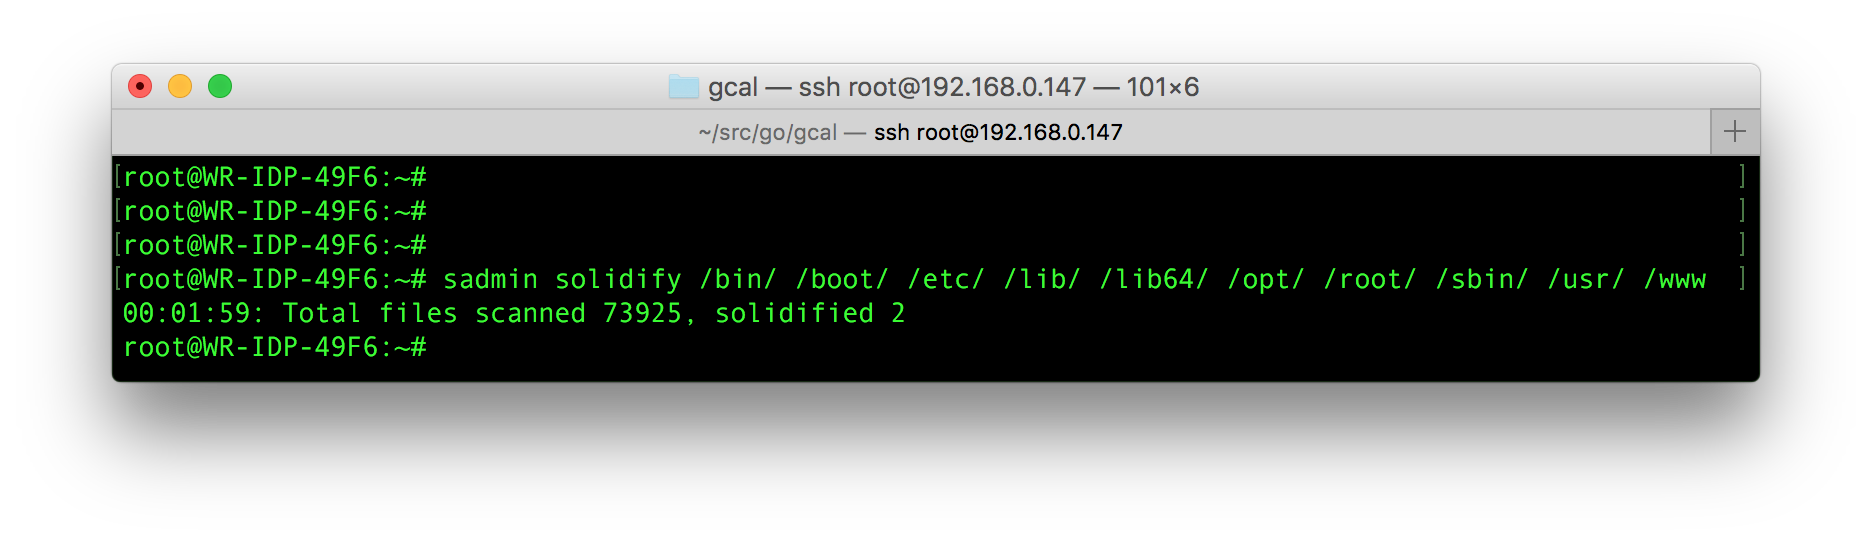 gcal — ssh root@192.168.0.147 — 101×6
~/src/go/gcal — ssh root@192.168.0.147
[root@WR-IDP-49F6:~# ]
[root@WR-IDP-49F6:~# ]
[root@WR-IDP-49F6:~# ]
[root@WR-IDP-49F6:~# sadmin solidify /bin/ /boot/ /etc/ /lib/ /lib64/ /opt/ /root/ /sbin/ /usr/ /www ]
00:01:59: Total files scanned 73925, solidified 2
root@WR-IDP-49F6:~#